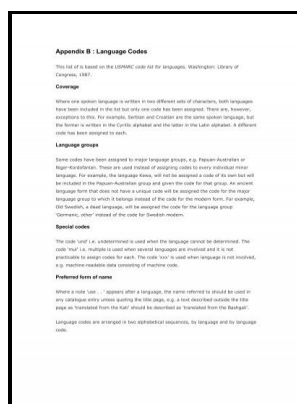 Appendix B : Language Codes
This list of is based on the USMARC code list for languages. Washington: Library of
Congress, 1987.
Coverage
Where one spoken language is written in two different sets of characters, both languages
have been included in the list but only one code has been assigned. There are, however,
exceptions to this. For example, Serbian and Croatian are the same spoken language, but
the former is written in the Cyrillic alphabet and the latter in the Latin alphabet. A different
code has been assigned to each.
Language groups
Some codes have been assigned to major language groups, e.g. Papuan-Australian or
Niger-Kordofanian. These are used instead of assigning codes to every individual minor
language. For example, the language Kewa, will not be assigned a code of its own but will
be included in the Papuan-Australian group and given the code for that group. An ancient
language form that does not have a unique code will be assigned the code for the major
language group to which it belongs instead of the code for the modern form. For example,
Old Swedish, a dead language, will be assigned the code for the language group
'Germanic, other' instead of the code for Swedish modern.
Special codes
The code 'und' i.e. undetermined is used when the language cannot be determined. The
code 'mul' i.e. multiple is used when several languages are involved and it is not
practicable to assign codes for each. The code 'xxx' is used when language is not involved,
e.g. machine-readable data consisting of machine code.
Preferred form of name
Where a note 'use . . .' appears after a language, the name referred to should be used in
any catalogue entry unless quoting the title page, e.g. a text described outside the title
page as 'translated from the Kati' should be described as 'translated from the Bashgali'.
Language codes are arranged in two alphabetical sequences, by language and by language
code.